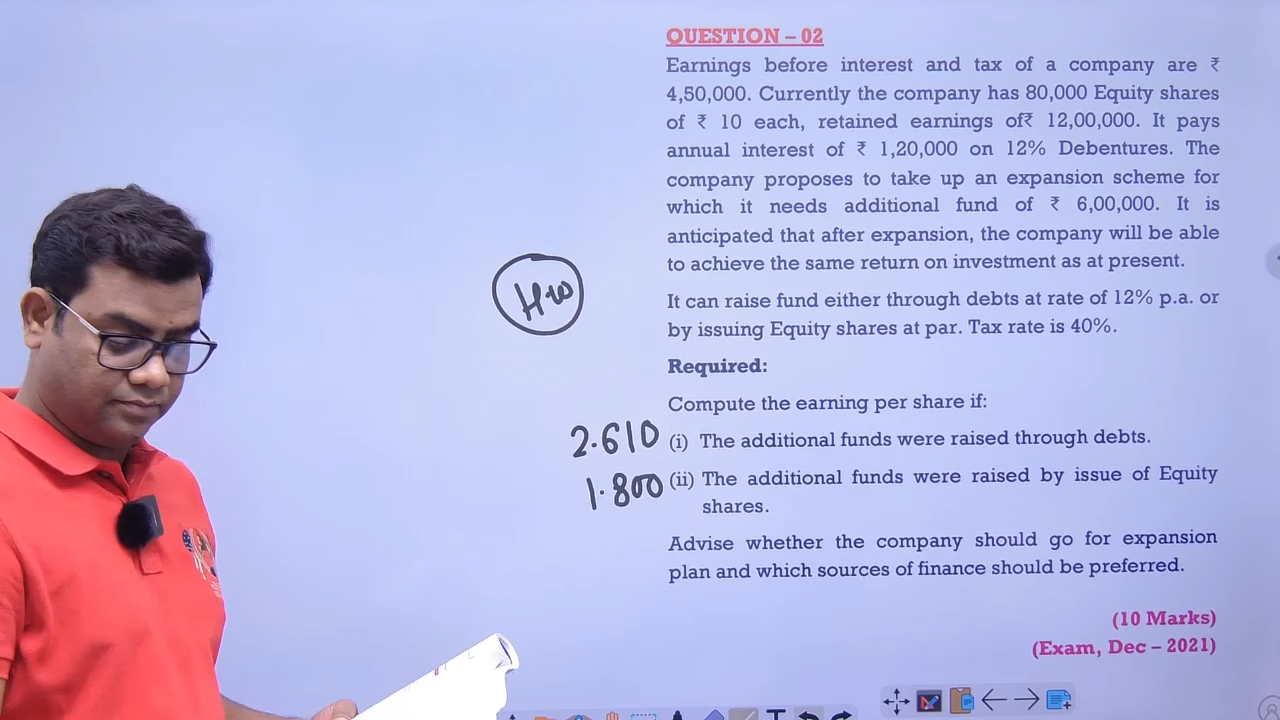 QUESTION – 02
Earnings before interest and tax of a company are ₹
4,50,000. Currently the company has 80,000 Equity shares
of ₹ 10 each, retained earnings of₹ 12,00,000. It pays
annual interest of ₹ 1,20,000 on 12% Debentures. The
company proposes to take up an expansion scheme for
which it needs additional fund of ₹ 6,00,000. It is
anticipated that after expansion, the company will be able
to achieve the same return on investment as at present.
HW
It can raise fund either through debts at rate of 12% p.a. or
by issuing Equity shares at par. Tax rate is 40%.
Required:
Compute the earning per share if:
2.610 (i) The additional funds were raised through debts.
1.800 (ii) The additional funds were raised by issue of Equity
shares.
Advise whether the company should go for expansion
plan and which sources of finance should be preferred.
(10 Marks)
(Exam, Dec – 2021)